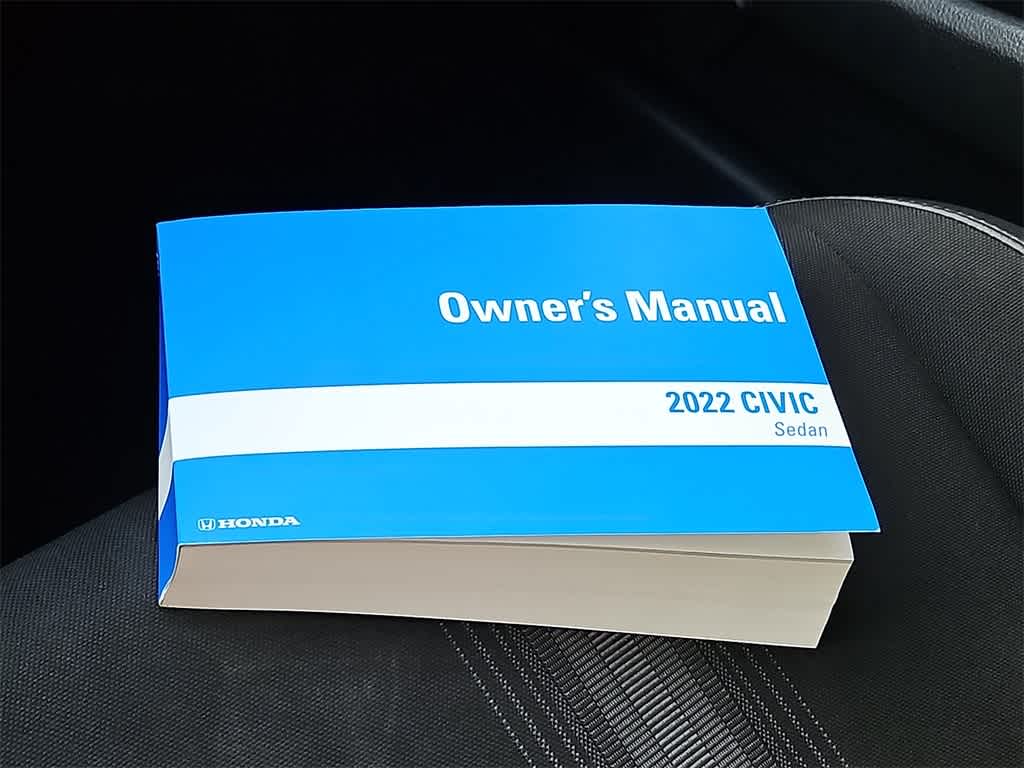 Owner's Manual
2022 CIVIC
Sedan
HONDA